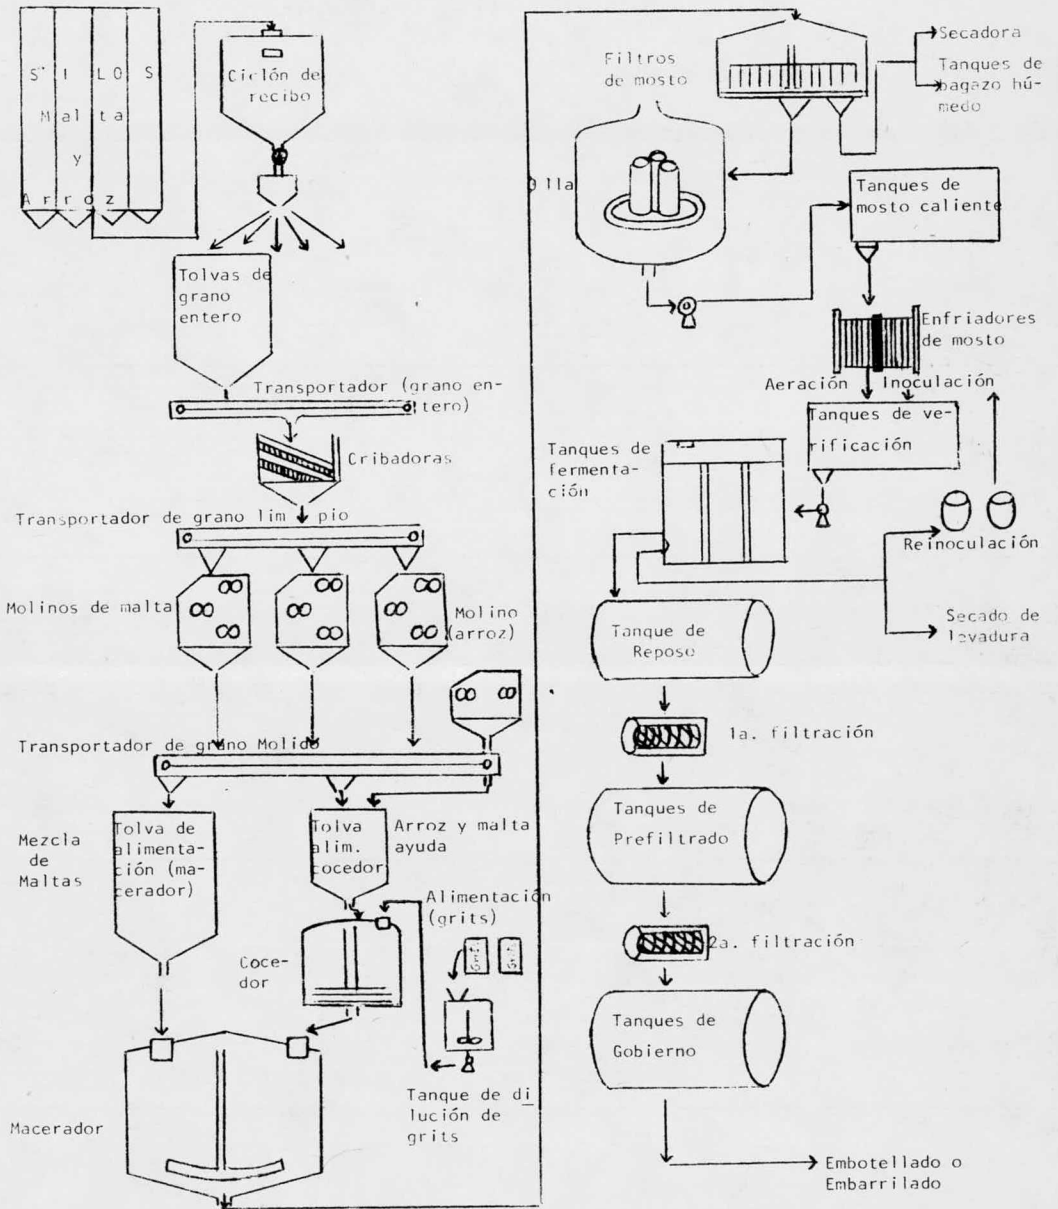 S I L O S
Malta
y
Arroz
Ciclón de
recibo
Tolvas de
grano
entero
Transportador (grano en-
tero)
Cribadoras
Transportador de grano lim pio
Molinos de malta
Molino
(arroz)
Transportador de grano Molido
Mezcla
de
Maltas
Tolva de
alimenta-
ción (ma-
cerador)
Tolva
alim.
cocedor
Arroz y malta
ayuda
Alimentación
(grits)
Coce-
dor
Tanque de di
lución de
grits
Macerador
Filtros
de mosto
11a
Secadora
Tanques de
bagazo hú-
medo
Tanques de
mosto caliente
Enfriadores
de mosto
Aeración
Inoculación
Tanques de ve-
rificación
Tanques de
fermenta-
ción
Reinoculación
Secado de
levadura
Tanque de
Reposo
1a. filtración
Tanques de
Prefiltrado
2a. filtración
Tanques de
Gobierno
Embotellado o
Embarrilado